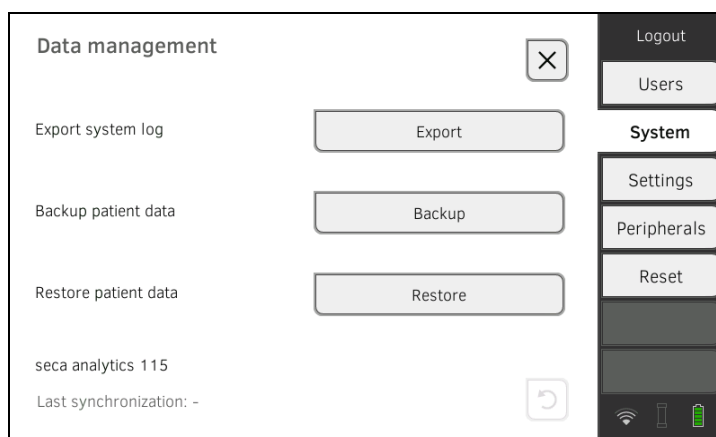 Data management
Export system log
Export
Backup patient data
Backup
Restore patient data
Restore
seca analytics 115
Last synchronization: -
Logout
Users
System
Settings
Peripherals
Reset